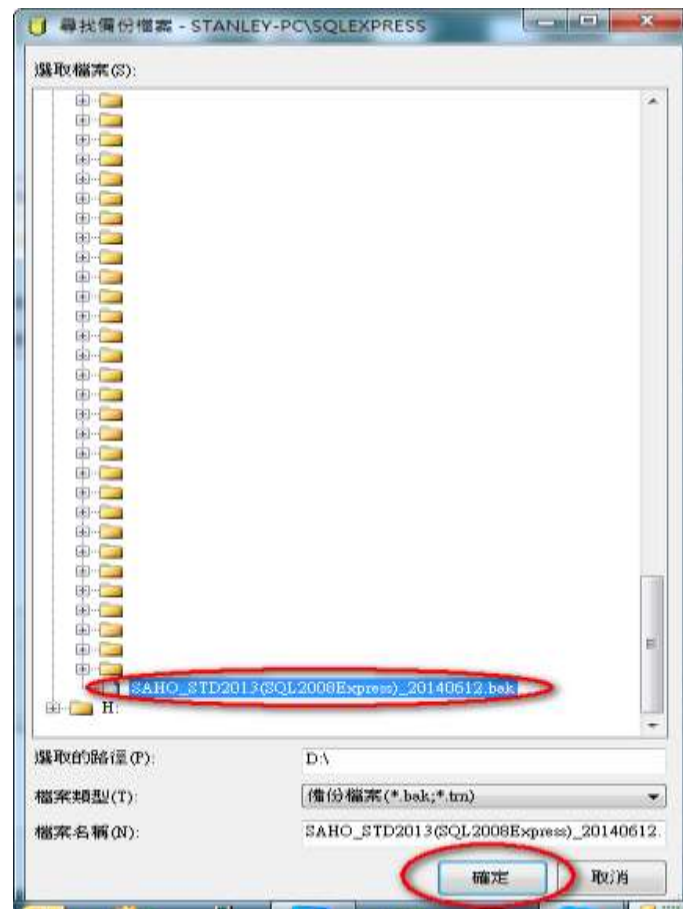 尋找備份檔案 - STANLEY-PC\SQLEXPRESS
選取檔案(S):
SAHO_STD2013(SQL2008Express)_20140612.bak
H:
選取的路徑(P):
D:\
檔案類型(T):
備份檔案(*.bak;*.trn)
檔案名稱(N):
SAHO_STD2013(SQL2008Express)_20140612.
確定
取消